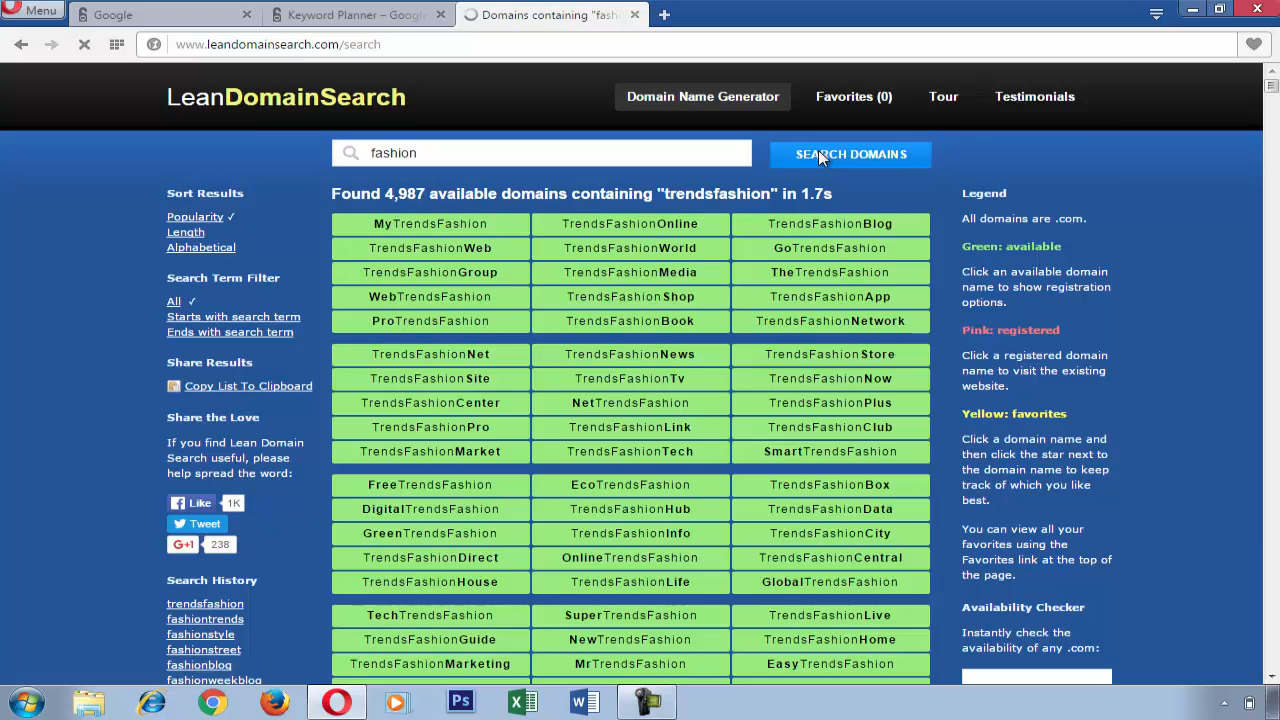 Menu
Google
Keyword Planner – Google
Domains containing "fash
www.leandomainsearch.com/search
LeanDomainSearch
Domain Name Generator
Favorites (0)
Tour
Testimonials
fashion
SEARCH DOMAINS
Sort Results
Popularity ✓
Length
Alphabetical
Search Term Filter
All ✓
Starts with search term
Ends with search term
Share Results
Copy List To Clipboard
Share the Love
If you find Lean Domain
Search useful, please
help spread the word:
Like 1K
Tweet
G+1 238
Search History
trendsfashion
fashiontrends
fashionstyle
fashionstreet
fashionblog
fashionweekblog
Found 4,987 available domains containing "trendsfashion" in 1.7s
MyTrendsFashion TrendsFashionOnline TrendsFashionBlog
TrendsFashionWeb TrendsFashionWorld GoTrendsFashion
TrendsFashionGroup TrendsFashionMedia TheTrendsFashion
WebTrendsFashion TrendsFashionShop TrendsFashionApp
ProTrendsFashion TrendsFashionBook TrendsFashionNetwork
TrendsFashionNet TrendsFashionNews TrendsFashionStore
TrendsFashionSite TrendsFashionTv TrendsFashionNow
TrendsFashionCenter NetTrendsFashion TrendsFashionPlus
TrendsFashionPro TrendsFashionLink TrendsFashionClub
TrendsFashionMarket TrendsFashionTech SmartTrendsFashion
FreeTrendsFashion EcoTrendsFashion TrendsFashionBox
DigitalTrendsFashion TrendsFashionHub TrendsFashionData
GreenTrendsFashion TrendsFashionInfo TrendsFashionCity
TrendsFashionDirect OnlineTrendsFashion TrendsFashionCentral
TrendsFashionHouse TrendsFashionLife GlobalTrendsFashion
TechTrendsFashion SuperTrendsFashion TrendsFashionLive
TrendsFashionGuide NewTrendsFashion TrendsFashionHome
TrendsFashionMarketing MrTrendsFashion EasyTrendsFashion
Legend
All domains are .com.
Green: available
Click an available domain
name to show registration
options.
Pink: registered
Click a registered domain
name to visit the existing
website.
Yellow: favorites
Click a domain name and
then click the star next to
the domain name to keep
track of which you like
best.
You can view all your
favorites using the
Favorites link at the top of
the page.
Availability Checker
Instantly check the
availability of any .com:
Ps